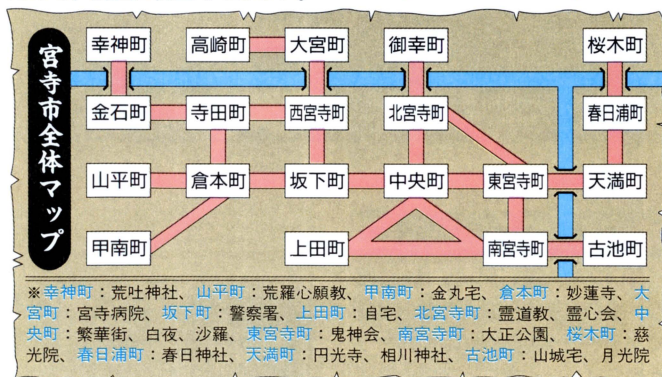 宮寺市全体マップ
幸神町 高崎町 大宮町 御幸町 桜木町
金石町 寺田町 西宮寺町 北宮寺町 春日浦町
山平町 倉本町 坂下町 中央町 東宮寺町 天満町
甲南町 上田町 南宮寺町 古池町
※幸神町：荒吐神社、山平町：荒羅心願教、甲南町：金丸宅、倉本町：妙蓮寺、大
宮町：宮寺病院、坂下町：警察署、上田町：自宅、北宮寺町：霊道教、霊心会、中
央町：繁華街、白夜、沙羅、東宮寺町：鬼神会、南宮寺町：大正公園、桜木町：慈
光院、春日浦町：春日神社、天満町：円光寺、相川神社、古池町：山城宅、月光院